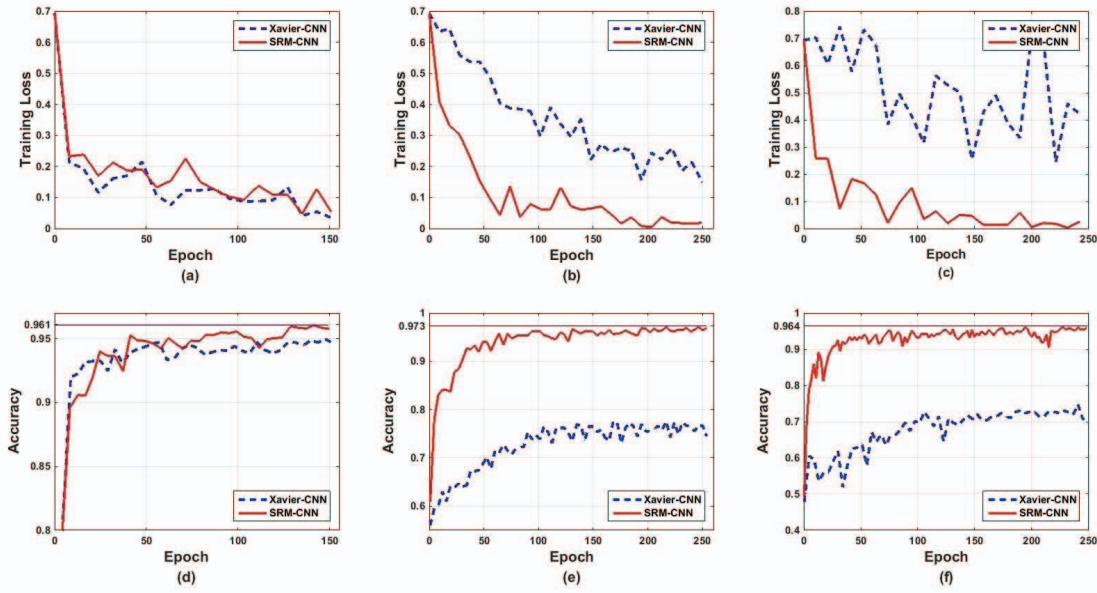 0.7
0.6
0.5
0.4
0.3
0.2
0.1
0
0 50 100 150
Training Loss
Epoch
Xavier-CNN
SRM-CNN
(a)
0.7
0.6
0.5
0.4
0.3
0.2
0.1
0
0 50 100 150 200 250
Training Loss
Epoch
Xavier-CNN
SRM-CNN
(b)
0.8
0.7
0.6
0.5
0.4
0.3
0.2
0.1
0
0 50 100 150 200 250
Training Loss
Epoch
Xavier-CNN
SRM-CNN
(c)
0.961
0.95
0.9
0.85
0.8
0 50 100 150
Accuracy
Epoch
Xavier-CNN
SRM-CNN
(d)
1
0.973
0.9
0.8
0.7
0.6
0 50 100 150 200 250
Accuracy
Epoch
Xavier-CNN
SRM-CNN
(e)
1
0.964
0.9
0.8
0.7
0.6
0.5
0.4
0 50 100 150 200 250 300
Accuracy
Epoch
Xavier-CNN
SRM-CNN
(f)